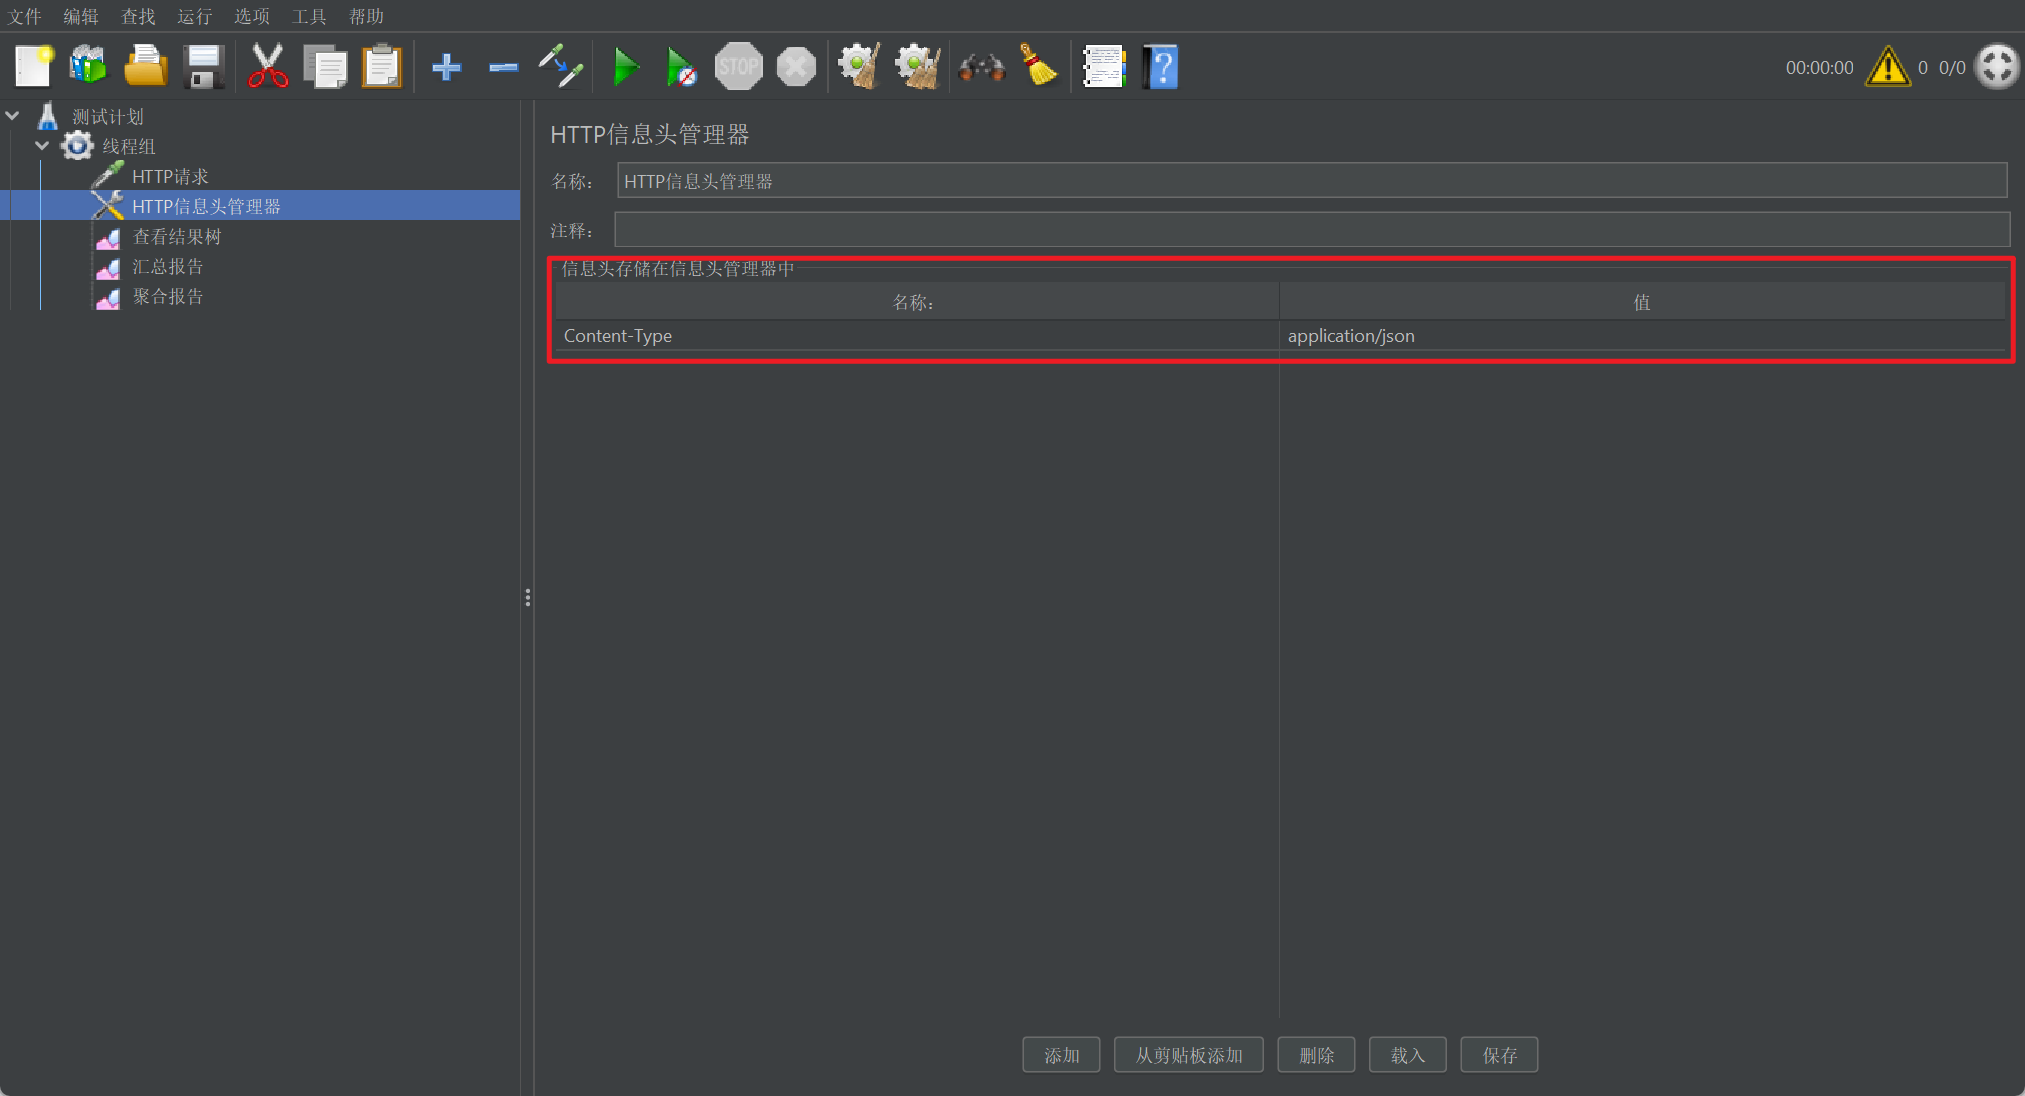 文件 编辑 查找 运行 选项 工具 帮助
STOP
?
00:00:00 0 0/0
测试计划
线程组
HTTP请求
HTTP信息头管理器
查看结果树
汇总报告
聚合报告
HTTP信息头管理器
名称： HTTP信息头管理器
注释：
信息头存储在信息头管理器中
名称： 值
Content-Type application/json
添加 从剪贴板添加 删除 载入 保存